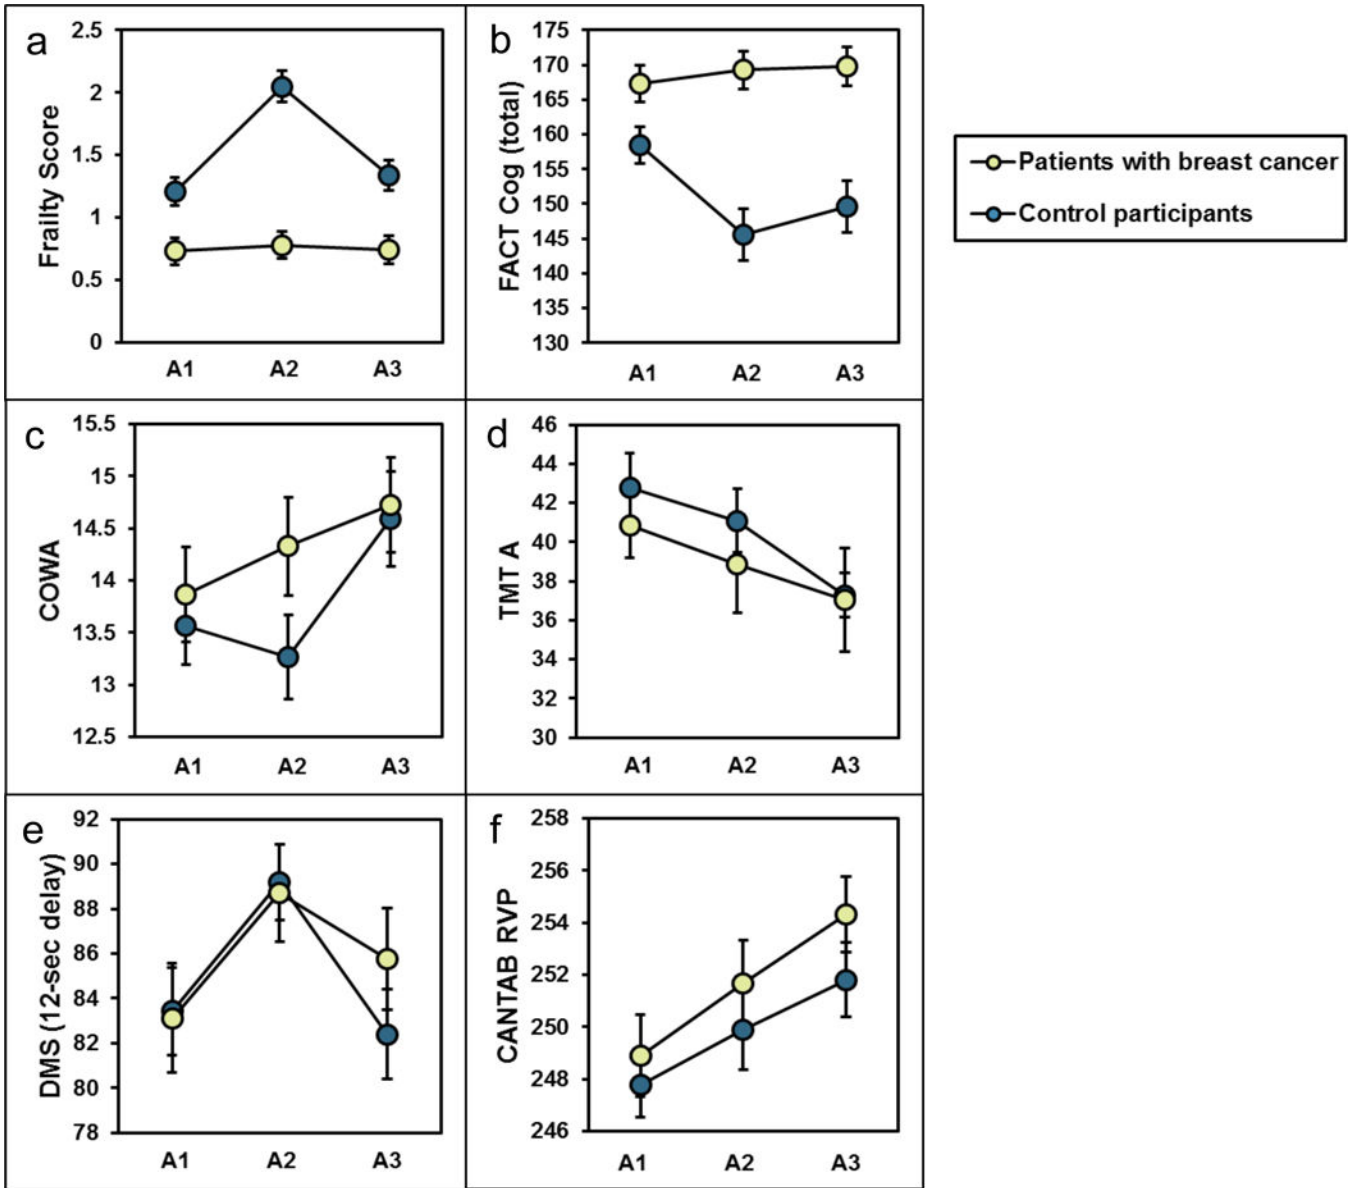 a
Frailty Score
2.5
2
1.5
1
0.5
0
A1 A2 A3
b
FACT Cog (total)
175
170
165
160
155
150
145
140
135
130
A1 A2 A3
Patients with breast cancer
Control participants
c
COWA
15.5
15
14.5
14
13.5
13
12.5
A1 A2 A3
d
TMT A
46
44
42
40
38
36
34
32
30
A1 A2 A3
e
DMS (12-sec delay)
92
90
88
86
84
82
80
78
A1 A2 A3
f
CANTAB RVP
258
256
254
252
250
248
246
A1 A2 A3